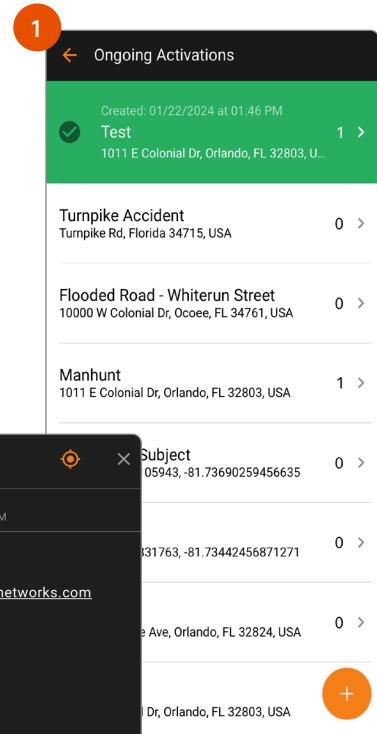 1
Ongoing Activations
Created: 01/22/2024 at 01:46 PM
Test
1
1011 E Colonial Dr, Orlando, FL 32803, U...
Turnpike Accident
0
Turnpike Rd, Florida 34715, USA
Flooded Road - Whiterun Street
0
10000 W Colonial Dr, Ocoee, FL 34761, USA
Manhunt
1
1011 E Colonial Dr, Orlando, FL 32803, USA
Subject
05943, -81.73690259456635
0
M
331763, -81.73442456871271
0
networks.com
e Ave, Orlando, FL 32824, USA
0
l Dr, Orlando, FL 32803, USA
+